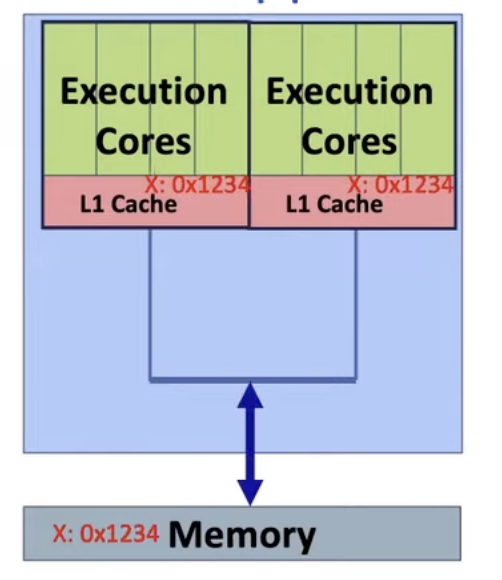 Execution Execution
Cores Cores
X: 0x1234 X: 0x1234
L1 Cache L1 Cache
X: 0x1234 Memory